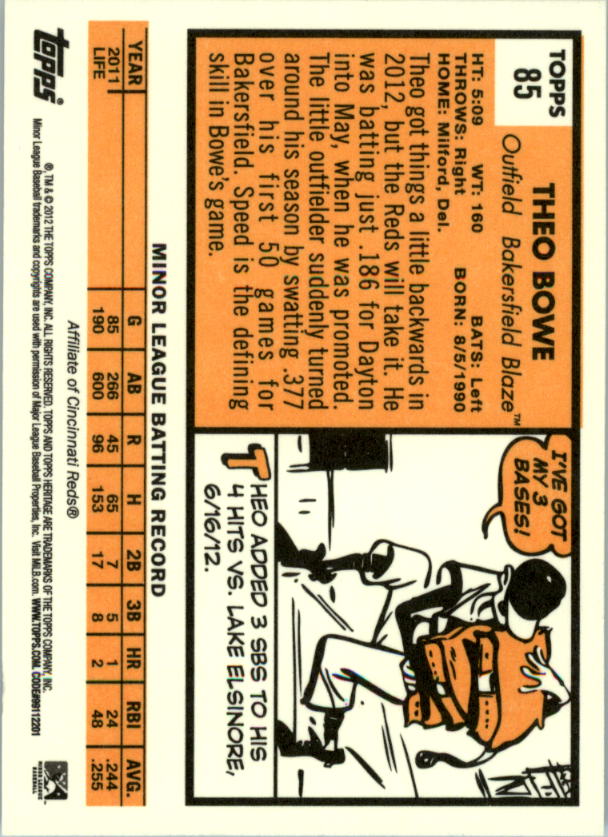 TOPPS
85
THEO BOWE
Outfield Bakersfield Blaze™
HT: 5:09 WT: 160 BATS: Left
THROWS: Right BORN: 8/5/1990
HOME: Milford, Del.
Theo got things a little backwards in
2012, but the Reds will take it. He
was batting just .186 for Dayton
into May, when he was promoted.
The little outfielder suddenly turned
around his season by swatting .377
over his first 50 games for
Bakersfield. Speed is the defining
skill in Bowe's game.
I'VE GOT
MY 3
BASES!
THEO ADDED 3 SBS TO HIS
4 HITS VS. LAKE ELSINORE,
6/16/12.
MINOR LEAGUE BATTING RECORD
YEAR G AB R H 2B 3B HR RBI AVG.
2011 85 266 45 65 7 5 1 24 .244
LIFE 190 600 96 153 17 8 2 48 .255
Affiliate of Cincinnati Reds®
topps®
®, TM & © 2012 THE TOPPS COMPANY, INC. ALL RIGHTS RESERVED. TOPPS AND TOPPS HERITAGE ARE TRADEMARKS OF THE TOPPS COMPANY, INC.
Minor League Baseball trademarks and copyrights are used with permission of Major League Baseball Properties, Inc. Visit MiLB.com. WWW.TOPPS.COM. CODE#99112201
MINOR LEAGUE
BASEBALL